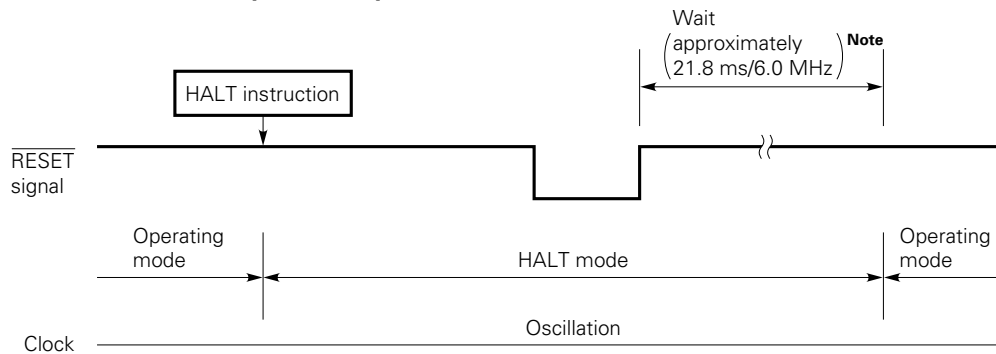 Wait
approximately
21.8 ms/6.0 MHz
Note
HALT instruction
RESET
signal
Operating
mode
HALT mode
Operating
mode
Oscillation
Clock